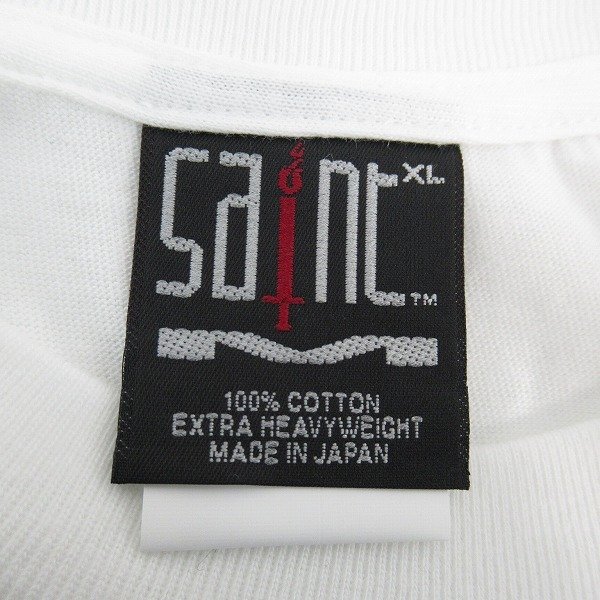 saint XL
TM
100% COTTON
EXTRA HEAVYWEIGHT
MADE IN JAPAN